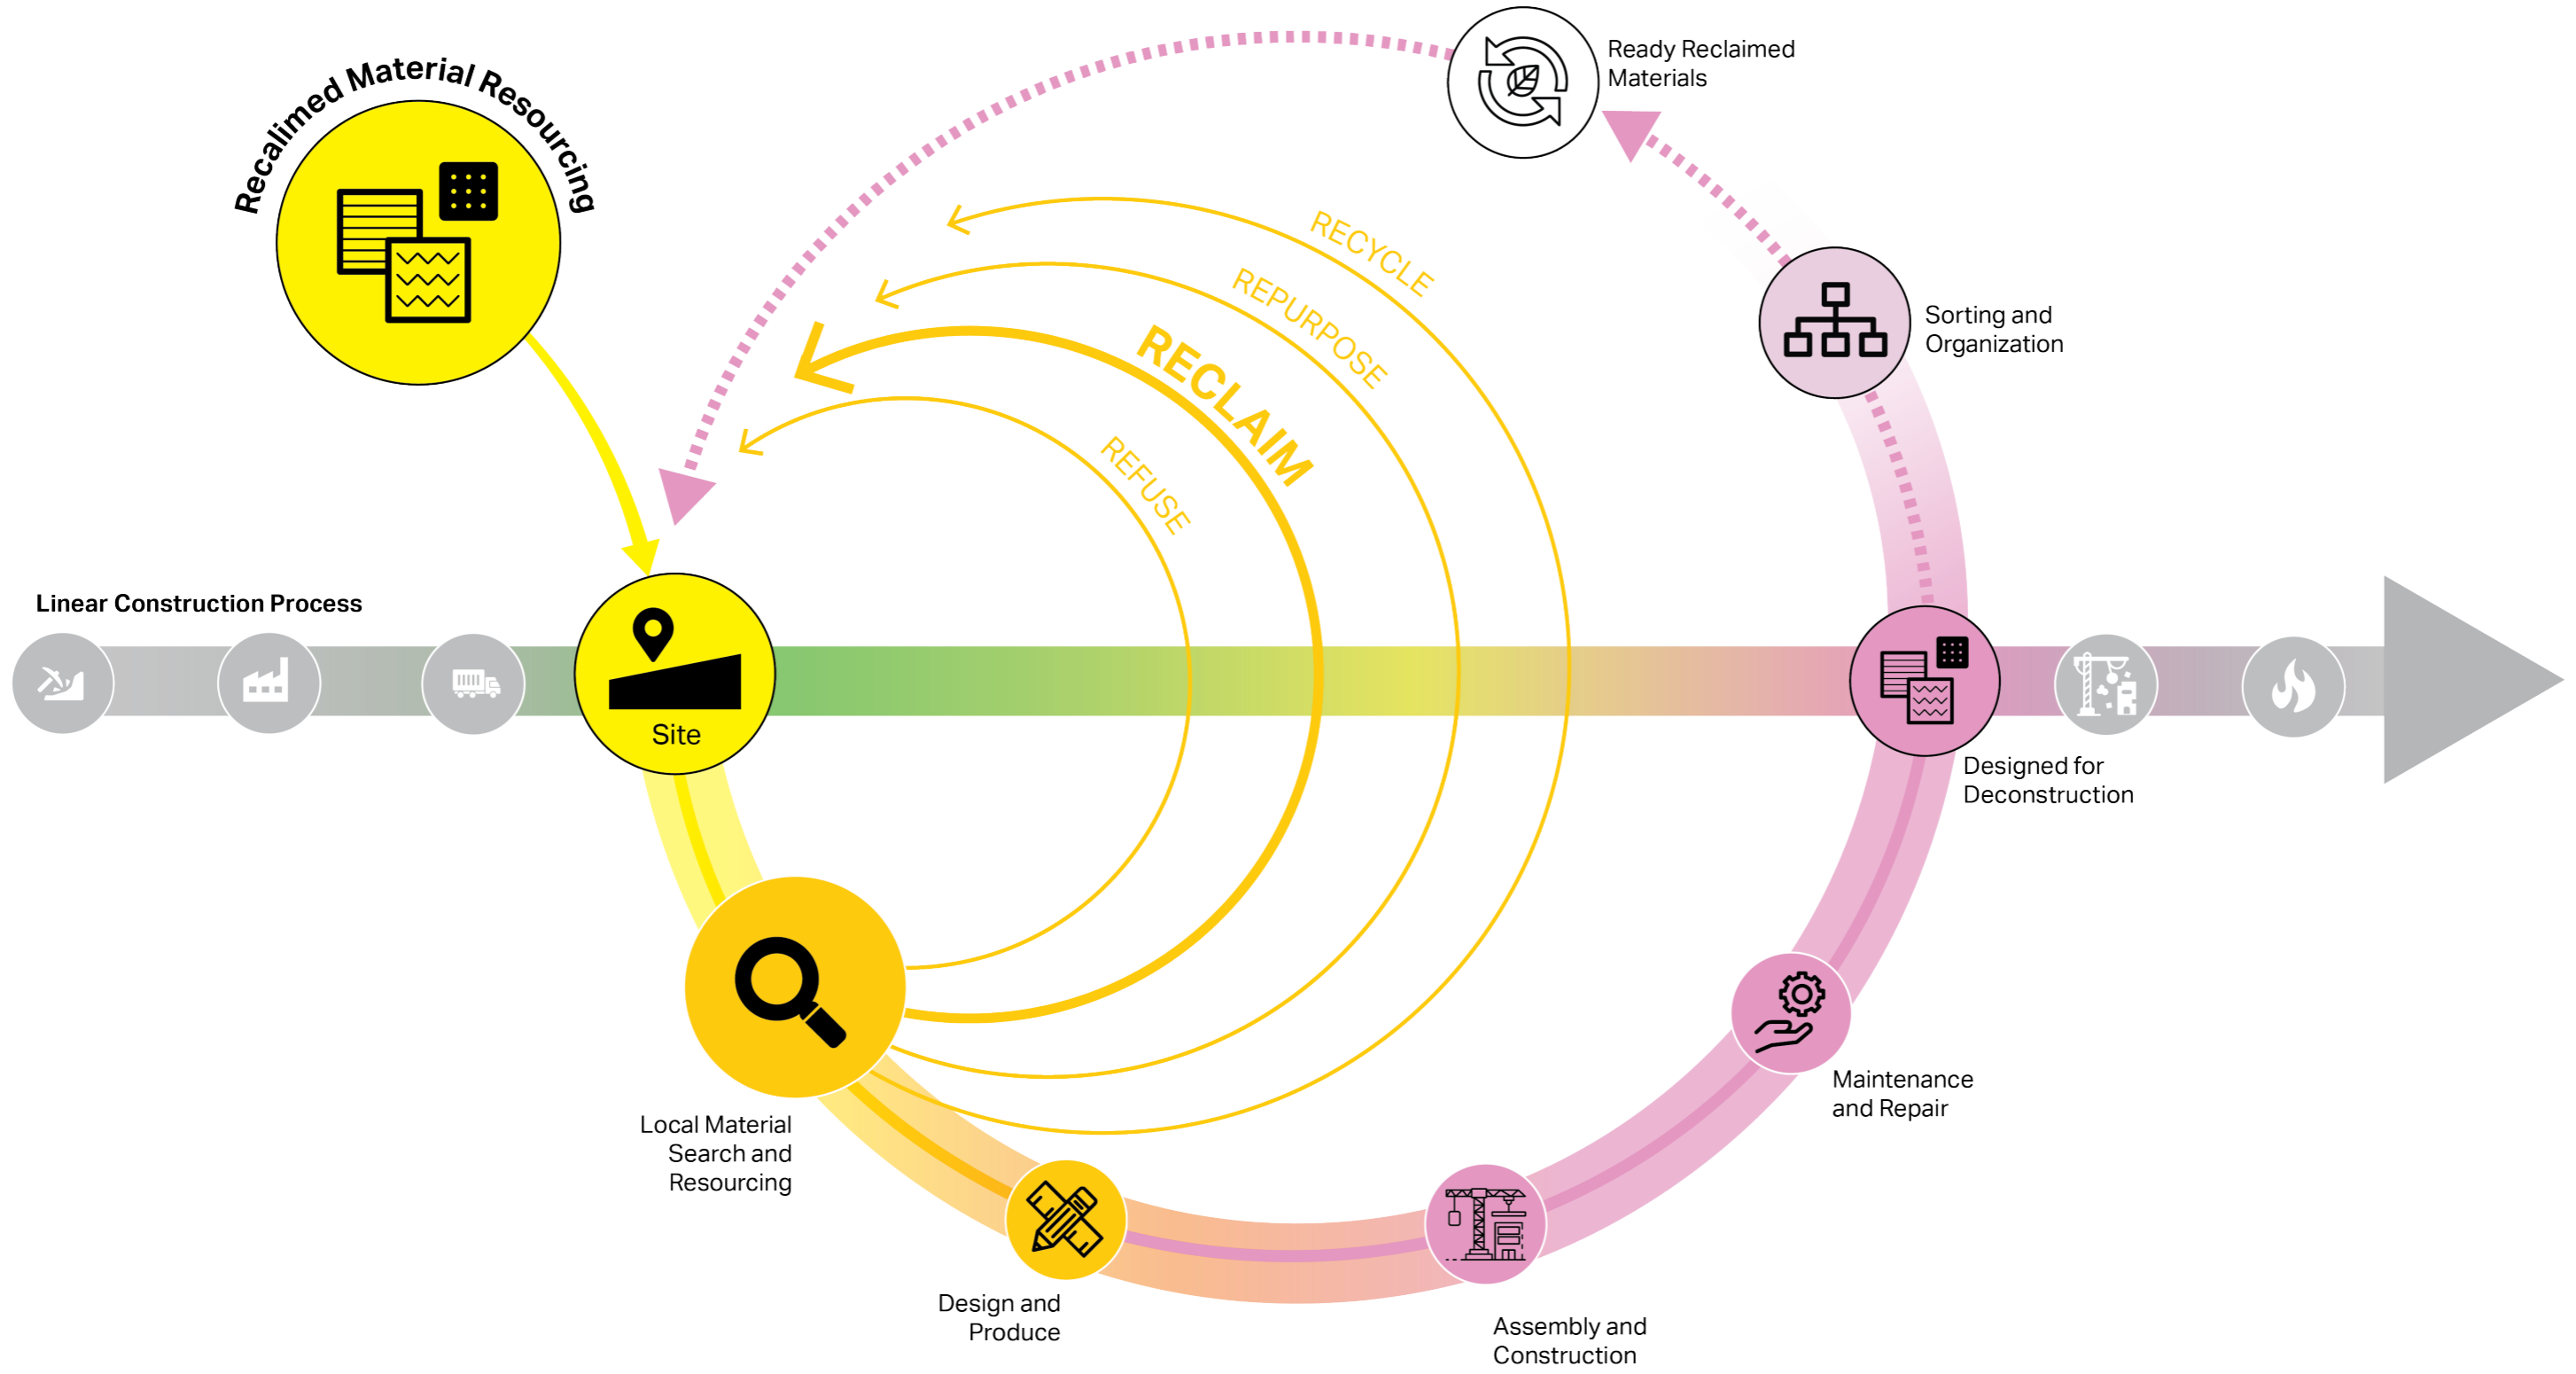 Recalimed Material Resourcing
Ready Reclaimed
Materials
RECYCLE
REPURPOSE
RECLAIM
REFUSE
Sorting and
Organization
Linear Construction Process
Site
Designed for
Deconstruction
Local Material
Search and
Resourcing
Maintenance
and Repair
Design and
Produce
Assembly and
Construction